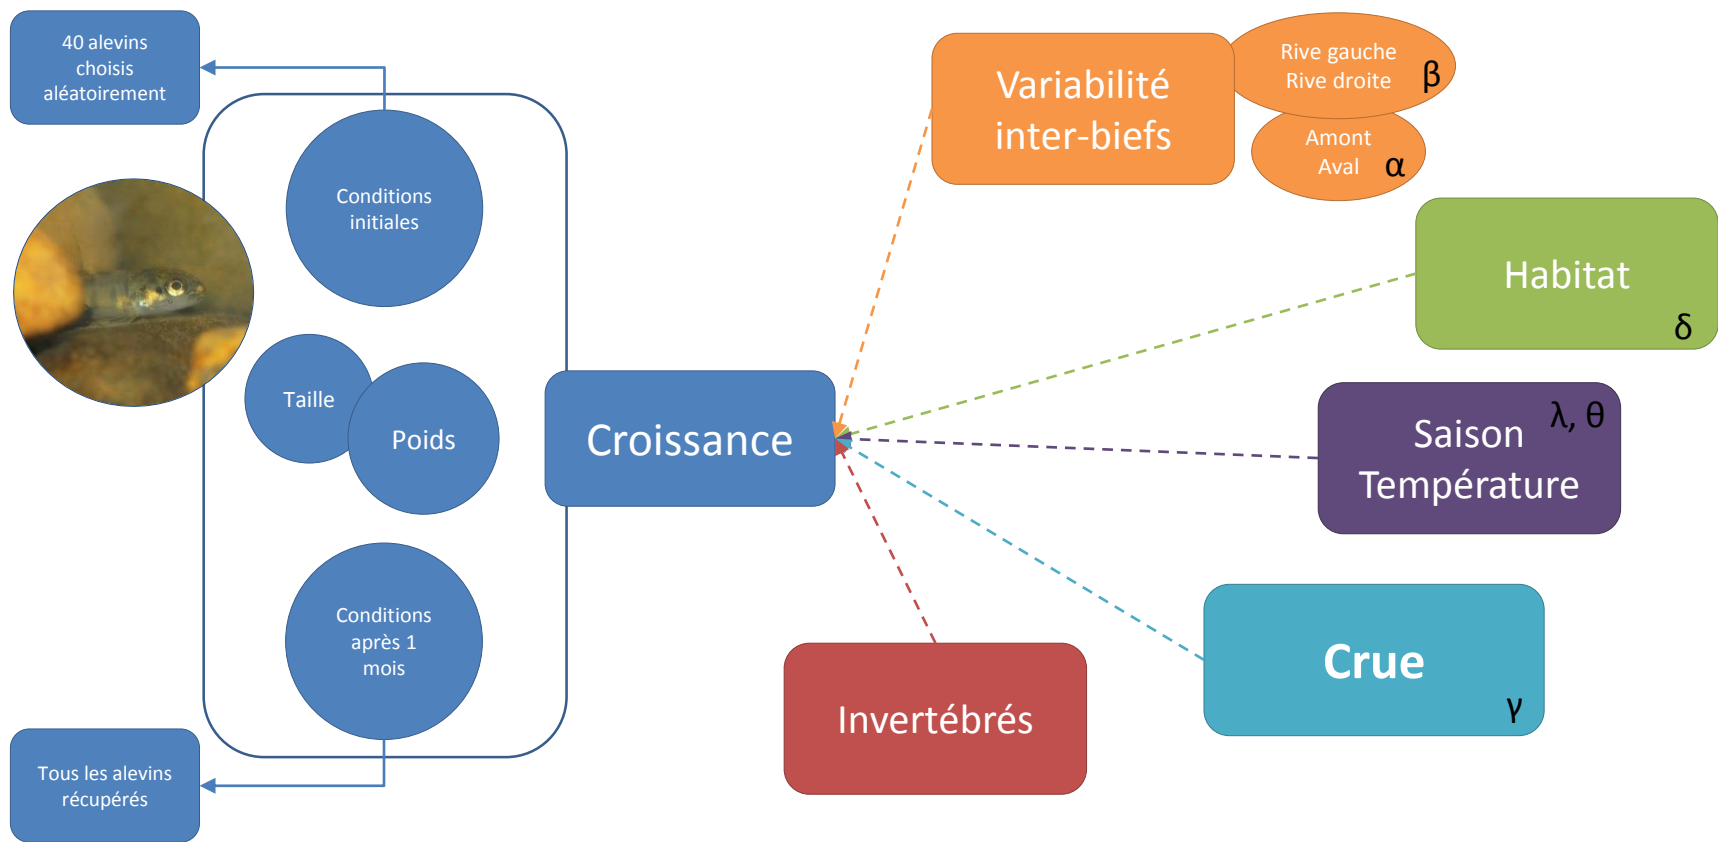 40 alevins
choisis
aléatoirement
Conditions
initiales
Taille
Poids
Conditions
après 1
mois
Tous les alevins
récupérés
Croissance
Variabilité
inter-biefs
Rive gauche
Rive droite
β
Amont
Aval
α
Habitat
δ
λ, θ
Saison
Température
Crue
γ
Invertébrés